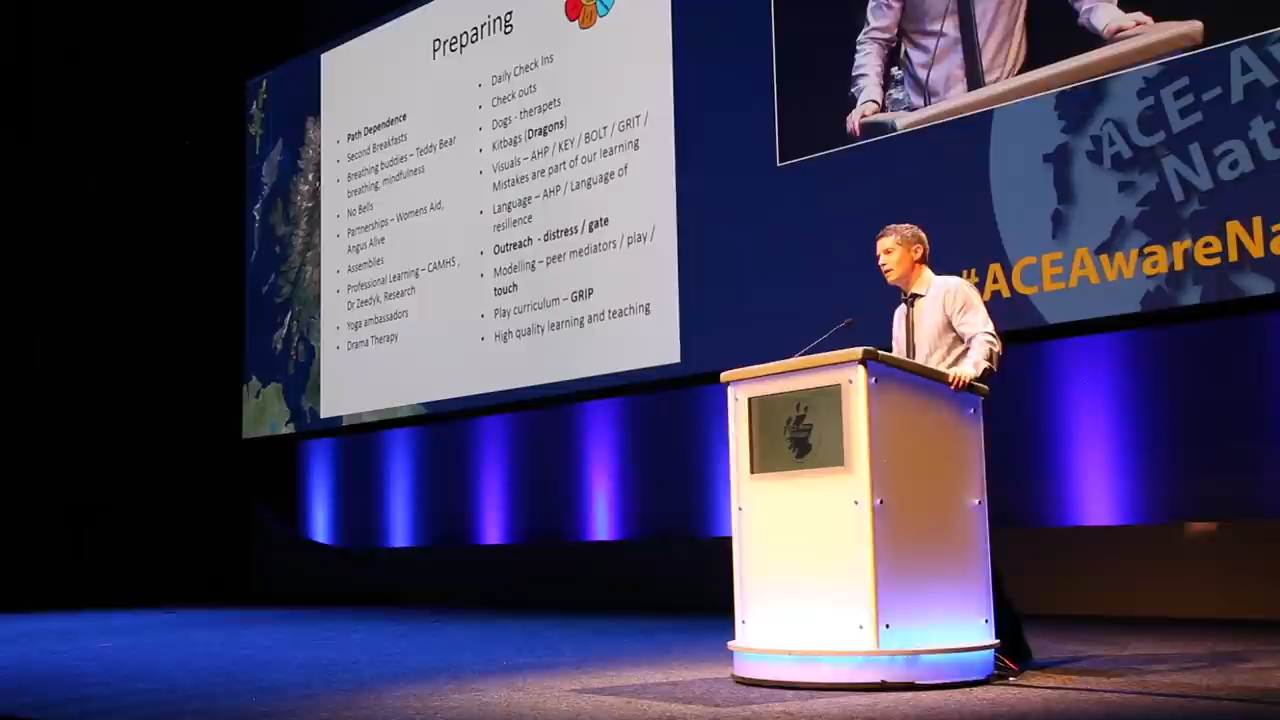 Preparing
Path Dependence
Second Breakfasts
Breathing buddies – Teddy Bear
breathing, mindfulness
No Bells
Partnerships – Womens Aid,
Angus Alive
Assemblies
Professional Learning – CAMHS ,
Dr Zeedyk, Research
Yoga ambassadors
Drama Therapy
Daily Check Ins
Check outs
Dogs - therapets
Kitbags (Dragons)
Visuals – AHP / KEY / BOLT / GRIT /
Mistakes are part of our learning
Language – AHP / Language of
resilience
Outreach - distress / gate
Modelling – peer mediators / play /
touch
Play curriculum – GRIP
High quality learning and teaching
ACE-A
Nat
#ACEAwareNa